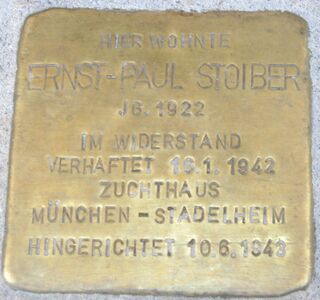 HIER WOHNTE
ERNST-PAUL STOIBER
JG. 1922
IM WIDERSTAND
VERHAFTET 16.1. 1942
ZUCHTHAUS
MÜNCHEN - STADELHEIM
HINGERICHTET 10.6.1943